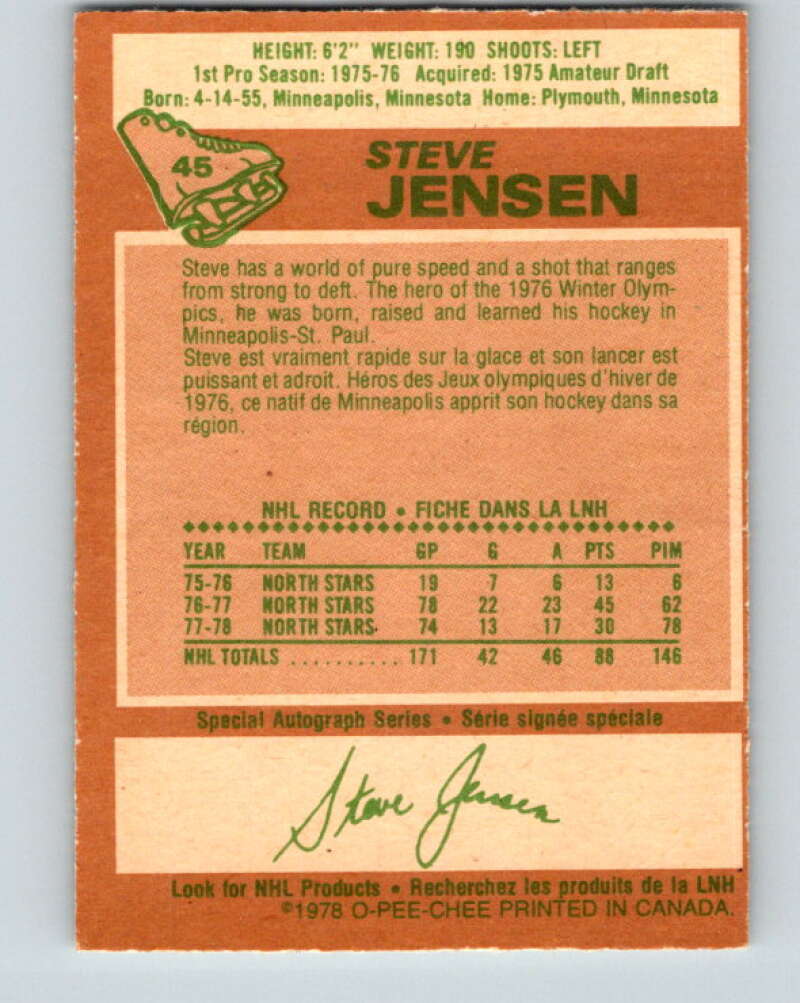 HEIGHT: 6'2" WEIGHT: 190 SHOOTS: LEFT
1st Pro Season: 1975-76 Acquired: 1975 Amateur Draft
Born: 4-14-55, Minneapolis, Minnesota Home: Plymouth, Minnesota
45
STEVE
JENSEN
Steve has a world of pure speed and a shot that ranges
from strong to deft. The hero of the 1976 Winter Olym-
pics, he was born, raised and learned his hockey in
Minneapolis-St. Paul.
Steve est vraiment rapide sur la glace et son lancer est
puissant et adroit. Héros des Jeux olympiques d'hiver de
1976, ce natif de Minneapolis apprit son hockey dans sa
région.
NHL RECORD • FICHE DANS LA LNH
YEAR TEAM GP G A PTS PIM
75-76 NORTH STARS 19 7 6 13 6
76-77 NORTH STARS 78 22 23 45 62
77-78 NORTH STARS 74 13 17 30 78
NHL TOTALS .......... 171 42 46 88 146
Special Autograph Series • Série signée spéciale
Steve Jensen
Look for NHL Products • Recherchez les produits de la LNH
©1978 O-PEE-CHEE PRINTED IN CANADA.